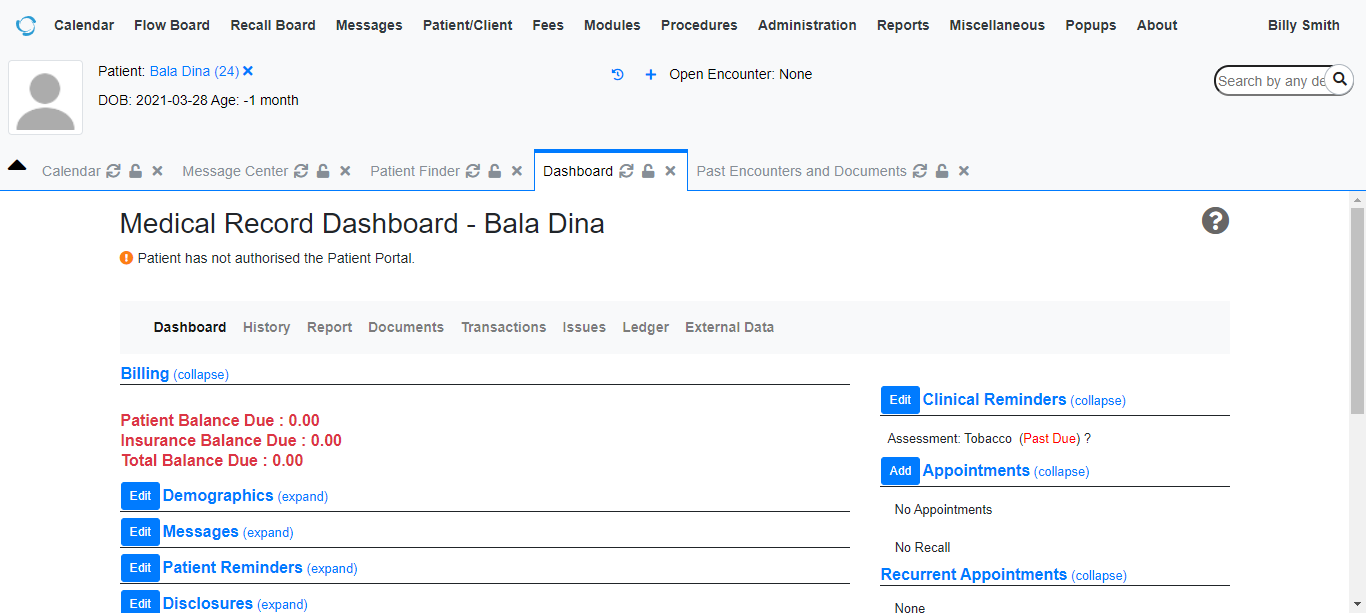 Calendar Flow Board Recall Board Messages Patient/Client Fees Modules Procedures Administration Reports Miscellaneous Popups About Billy Smith
Patient: Bala Dina (24)
DOB: 2021-03-28 Age: -1 month
Open Encounter: None
Search by any de
Calendar Message Center Patient Finder Dashboard Past Encounters and Documents
Medical Record Dashboard - Bala Dina
Patient has not authorised the Patient Portal.
Dashboard History Report Documents Transactions Issues Ledger External Data
Billing (collapse)
Patient Balance Due : 0.00
Insurance Balance Due : 0.00
Total Balance Due : 0.00
Edit Demographics (expand)
Edit Messages (expand)
Edit Patient Reminders (expand)
Edit Disclosures (expand)
Edit Clinical Reminders (collapse)
Assessment: Tobacco (Past Due) ?
Add Appointments (collapse)
No Appointments
No Recall
Recurrent Appointments (collapse)
None